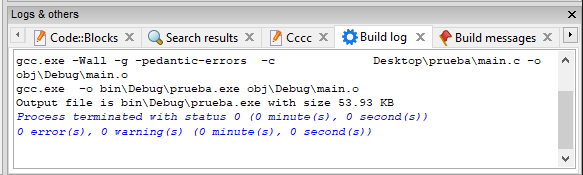 Logs & others
Code::Blocks
Search results
Cccc
Build log
Build messages
gcc.exe -Wall -g -pedantic-errors -c Desktop\prueba\main.c -o
obj\Debug\main.o
gcc.exe -o bin\Debug\prueba.exe obj\Debug\main.o
Output file is bin\Debug\prueba.exe with size 53.93 KB
Process terminated with status 0 (0 minute(s), 0 second(s))
0 error(s), 0 warning(s) (0 minute(s), 0 second(s))